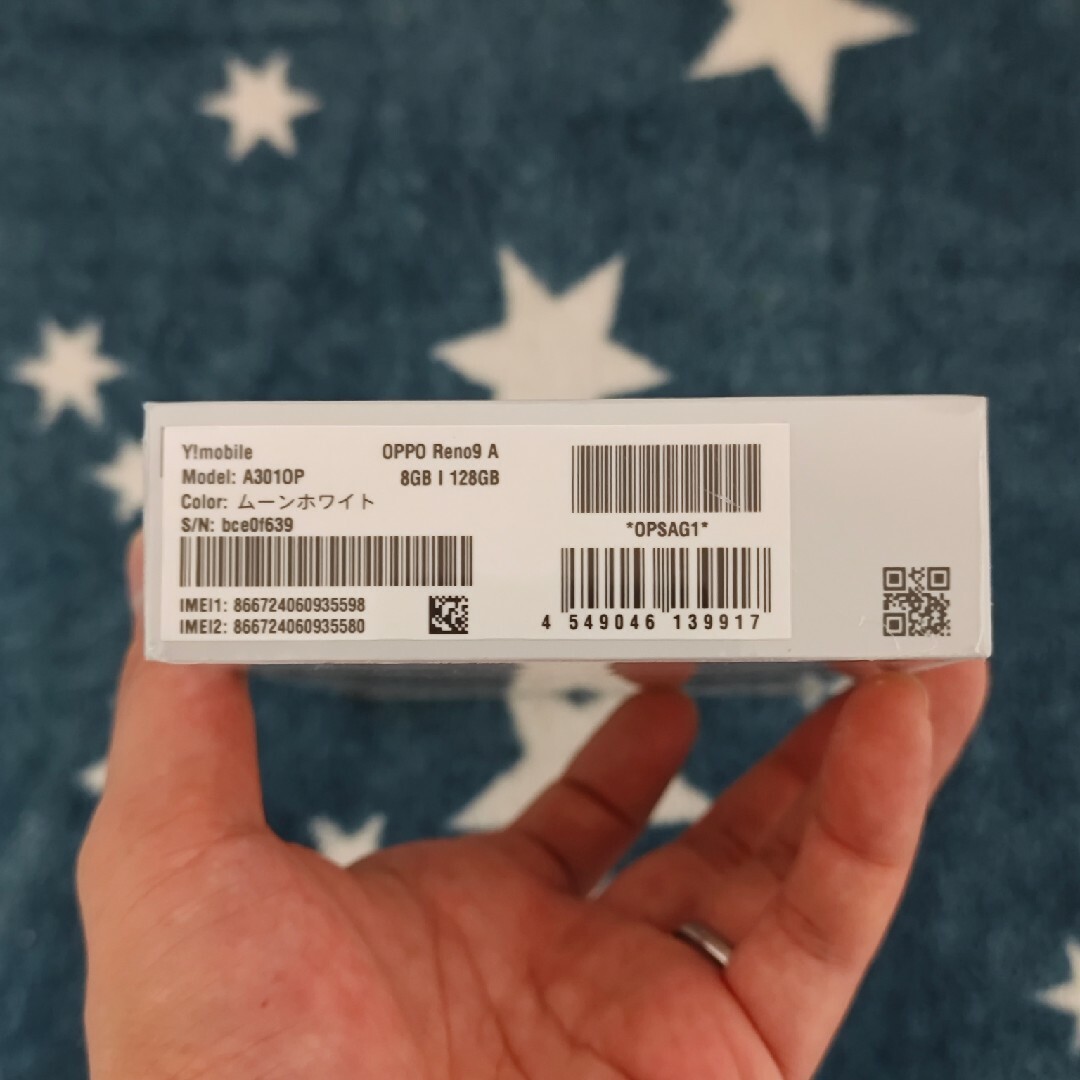 Y!mobile OPPO Reno9 A
Model: A301OP 8GB | 128GB
Color: ムーンホワイト
S/N: bce0f639
IMEI1: 866724060935598
IMEI2: 866724060935580
*OPSAG1*
4 549046 139917